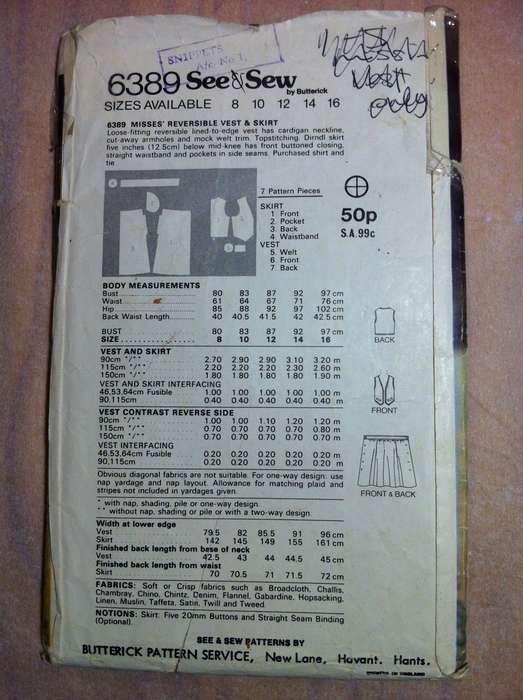 SNIPPETS
A/c. No 1.
MISSES
VEST
ONLY
6389 See & Sew
by Butterick
SIZES AVAILABLE 8 10 12 14 16
6389 MISSES' REVERSIBLE VEST & SKIRT
Loose-fitting reversible lined-to-edge vest has cardigan neckline,
cut-away armholes and mock welt trim. Topstitching. Dirndl skirt
five inches (12.5cm) below mid-knee has front buttoned closing,
straight waistband and pockets in side seams. Purchased shirt and
tie
7 Pattern Pieces
SKIRT
1. Front
2. Pocket
3. Back
4. Waistband
VEST
5. Welt
6. Front
7. Back
50p
S.A. 99c
BODY MEASUREMENTS
Bust 80 83 87 92 97 cm
Waist 61 64 67 71 76 cm
Hip 85 88 92 97 102 cm
Back Waist Length 40 40.5 41.5 42 42.5 cm
BUST 80 83 87 92 97 cm
SIZE 8 10 12 14 16
VEST AND SKIRT
90cm */** 2.70 2.90 2.90 3.10 3.20 m
115cm */** 2.20 2.20 2.20 2.30 2.60 m
150cm */** 1.80 1.80 1.80 1.80 1.90 m
VEST AND SKIRT INTERFACING
46,53,64cm Fusible 1.00 1.00 1.00 1.00 1.00 m
90,115cm 0.40 0.40 0.40 0.40 0.40 m
VEST CONTRAST REVERSE SIDE
90cm */** 1.00 1.00 1.10 1.20 1.20 m
115cm */** 0.70 0.70 0.70 0.70 0.80 m
150cm */** 0.70 0.70 0.70 0.70 0.70 m
VEST INTERFACING
46,53,64cm Fusible 0.20 0.20 0.20 0.20 0.20 m
90,115cm 0.20 0.20 0.20 0.20 0.20 m
BACK
FRONT
FRONT & BACK
Obvious diagonal fabrics are not suitable. For one-way design: use
nap yardage and nap layout. Allowance for matching plaid and
stripes not included in yardages given.
* with nap, shading, pile or one-way design.
** without nap, shading or pile or with a two-way design.
Width at lower edge
Vest 79.5 82 85.5 91 96 cm
Skirt 142 145 149 155 161 cm
Finished back length from base of neck
Vest 42.5 43 44 44.5 45 cm
Finished back length from waist
Skirt 70 70.5 71 71.5 72 cm
FABRICS: Soft or Crisp fabrics such as Broadcloth, Challis,
Chambray, Chino, Chintz, Denim, Flannel, Gabardine, Hopsacking,
Linen, Muslin, Taffeta, Satin, Twill and Tweed.
NOTIONS: Skirt: Five 20mm Buttons and Straight Seam Binding
(Optional).
SEE & SEW PATTERNS BY
BUTTERICK PATTERN SERVICE, New Lane, Havant. Hants.
PRINTED IN ENGLAND